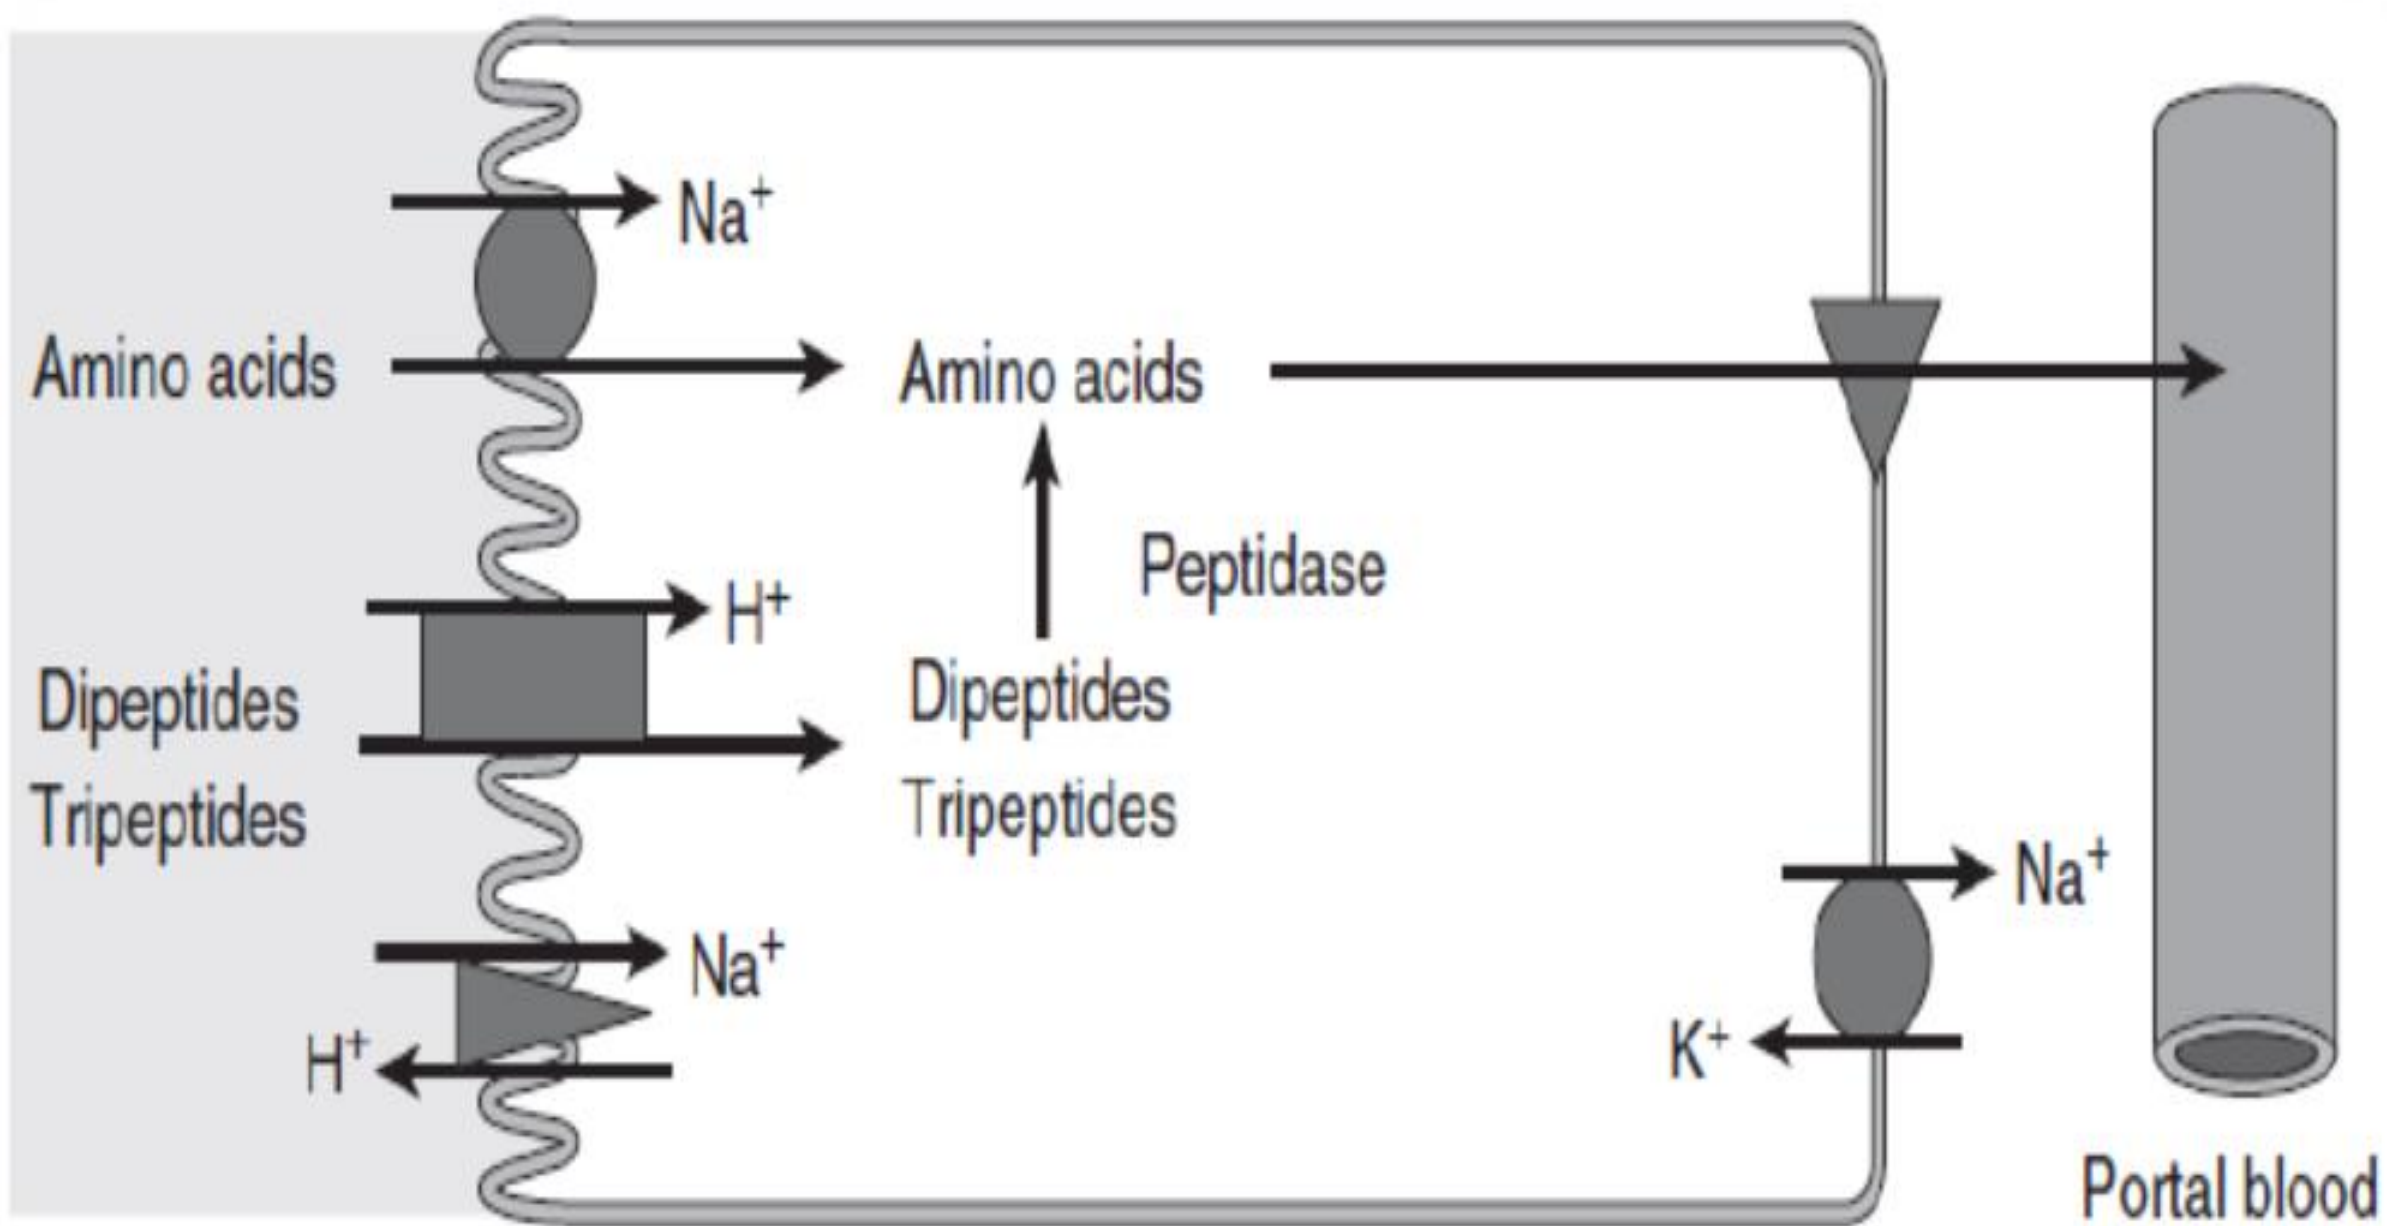 Na⁺
Amino acids
Amino acids
H⁺
Peptidase
Dipeptides
Tripeptides
Dipeptides
Tripeptides
Na⁺
Na⁺
H⁺
K⁺
Portal blood